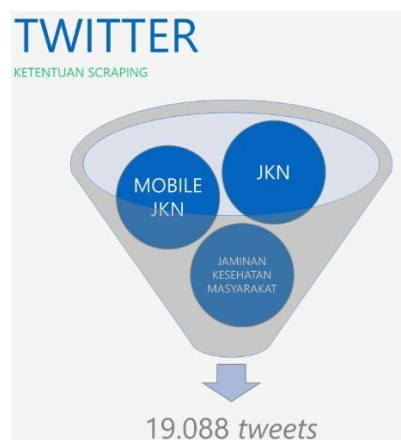 TWITTER
KETENTUAN SCRAPING
JKN
MOBILE
JKN
JAMINAN
KESEHATAN
MASYARAKAT
19.088 tweets